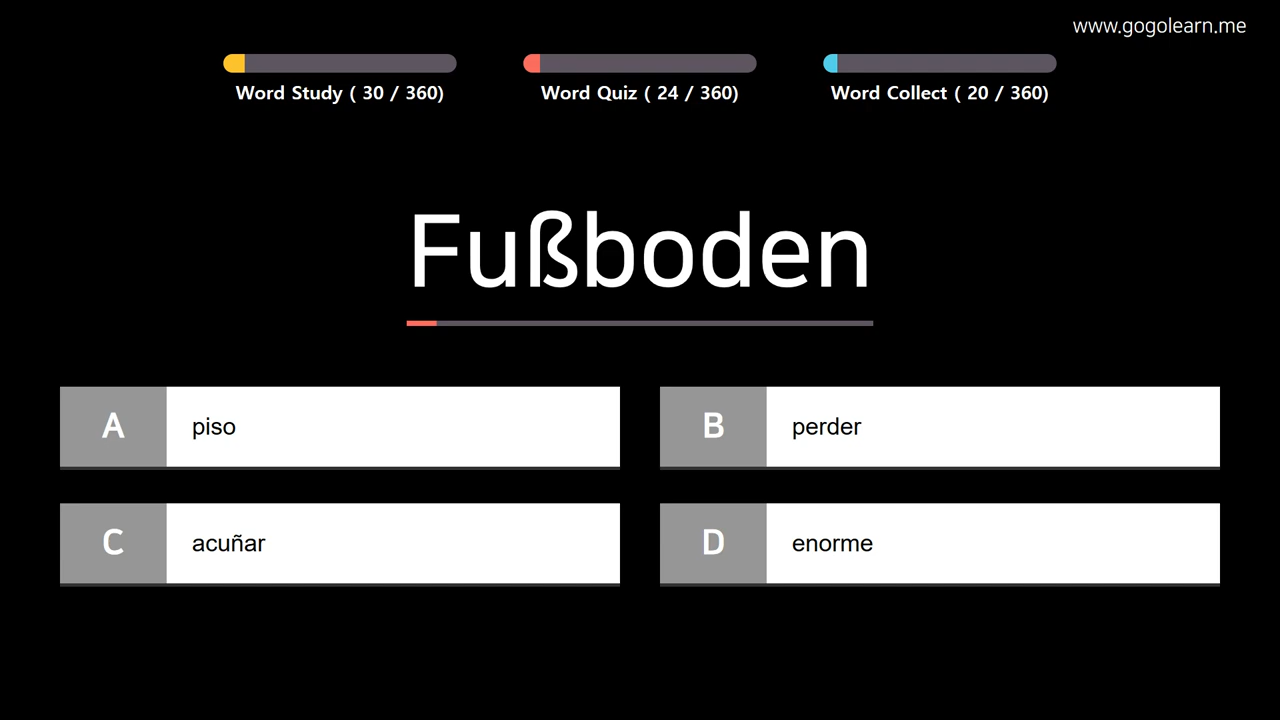 www.gogolearn.me
Word Study ( 30 / 360)
Word Quiz ( 24 / 360)
Word Collect ( 20 / 360)
Fußboden
A piso
B perder
C acuñar
D enorme